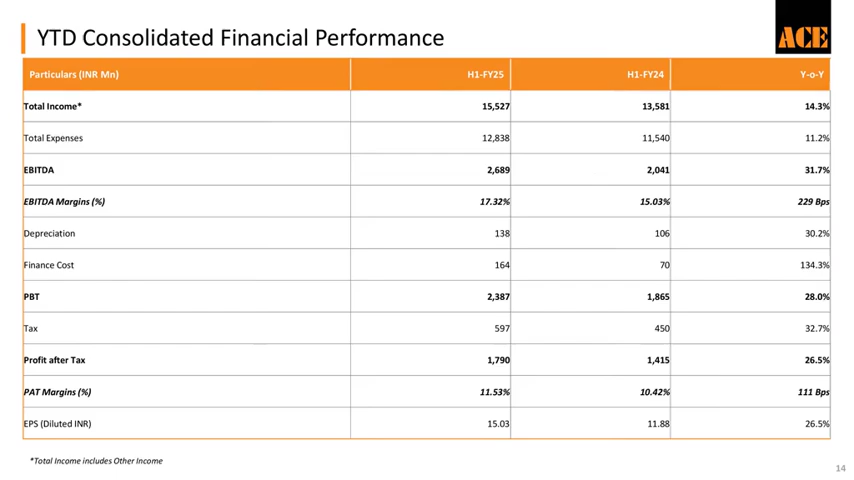 YTD Consolidated Financial Performance
ACE
Particulars (INR Mn) H1-FY25 H1-FY24 Y-o-Y
Total Income* 15,527 13,581 14.3%
Total Expenses 12,838 11,540 11.2%
EBITDA 2,689 2,041 31.7%
EBITDA Margins (%) 17.32% 15.03% 229 Bps
Depreciation 138 106 30.2%
Finance Cost 164 70 134.3%
PBT 2,387 1,865 28.0%
Tax 597 450 32.7%
Profit after Tax 1,790 1,415 26.5%
PAT Margins (%) 11.53% 10.42% 111 Bps
EPS (Diluted INR) 15.03 11.88 26.5%
*Total Income includes Other Income
14